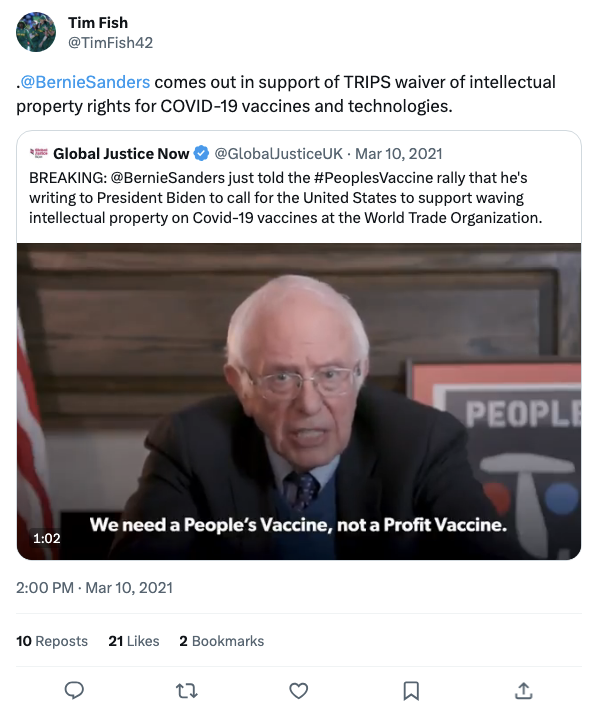 Tim Fish
@TimFish42
.@BernieSanders comes out in support of TRIPS waiver of intellectual
property rights for COVID-19 vaccines and technologies.
Global Justice Now @GlobalJusticeUK · Mar 10, 2021
BREAKING: @BernieSanders just told the #PeoplesVaccine rally that he's
writing to President Biden to call for the United States to support waving
intellectual property on Covid-19 vaccines at the World Trade Organization.
PEOPLE
We need a People's Vaccine, not a Profit Vaccine.
1:02
2:00 PM · Mar 10, 2021
10 Reposts 21 Likes 2 Bookmarks